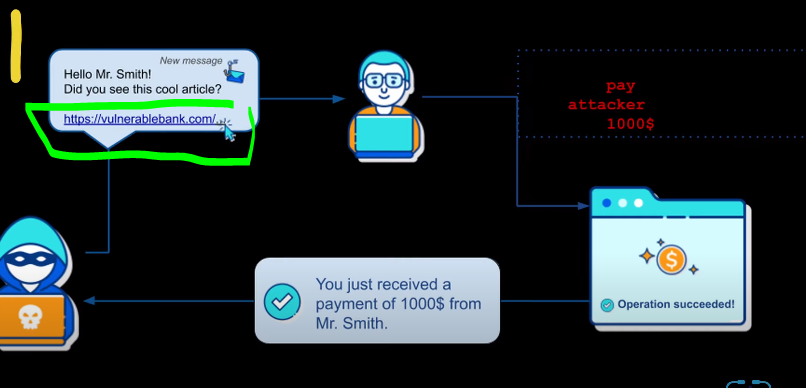 New message
Hello Mr. Smith!
Did you see this cool article?
https://vulnerablebank.com/...
pay
attacker
1000$
$
Operation succeeded!
You just received a
payment of 1000$ from
Mr. Smith.